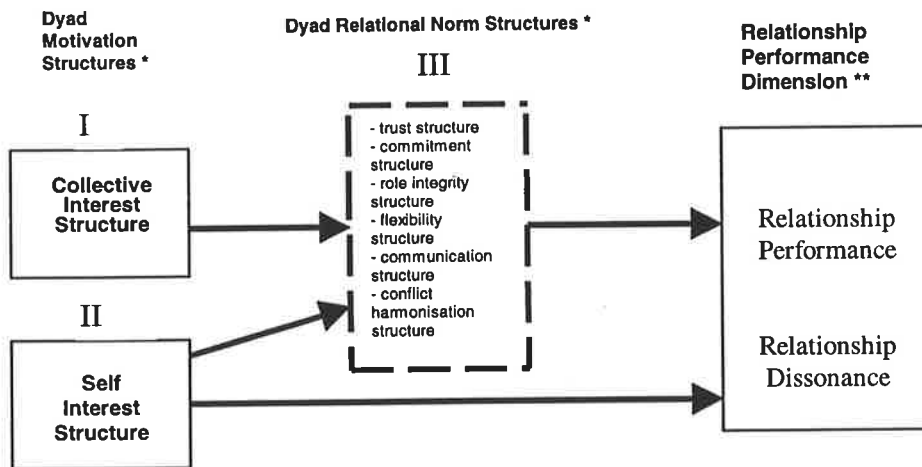 Dyad
Motivation
Structures *
Dyad Relational Norm Structures *
Relationship
Performance
Dimension **
I
Collective
Interest
Structure
II
Self
Interest
Structure
III
- trust structure
- commitment
structure
- role integrity
structure
- flexibility
structure
- communication
structure
- conflict
harmonisation
structure
Relationship
Performance
Relationship
Dissonance